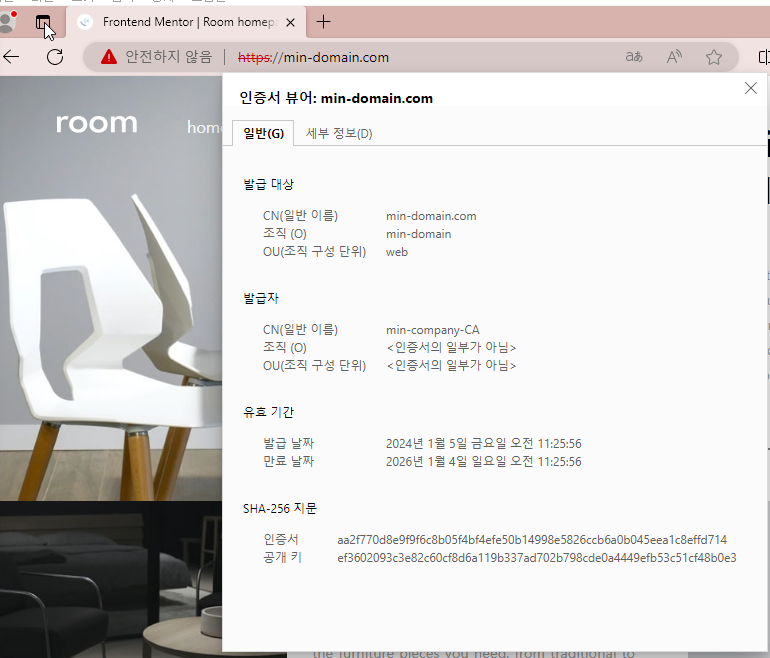 Frontend Mentor | Room homep
안전하지 않음 https://min-domain.com aあ A
room home
인증서 뷰어: min-domain.com
일반(G) 세부 정보(D)
발급 대상
CN(일반 이름) min-domain.com
조직 (O) min-domain
OU(조직 구성 단위) web
발급자
CN(일반 이름) min-company-CA
조직 (O) <인증서의 일부가 아님>
OU(조직 구성 단위) <인증서의 일부가 아님>
유효 기간
발급 날짜 2024년 1월 5일 금요일 오전 11:25:56
만료 날짜 2026년 1월 4일 일요일 오전 11:25:56
SHA-256 지문
인증서 aa2f770d8e9f9f6c8b05f4bf4efe50b14998e5826ccb6a0b045eea1c8effd714
공개 키 ef3602093c3e82c60cf8d6a119b337ad702b798cde0a4449efb53c51cf48b0e3
the furniture pieces you need, from traditional to